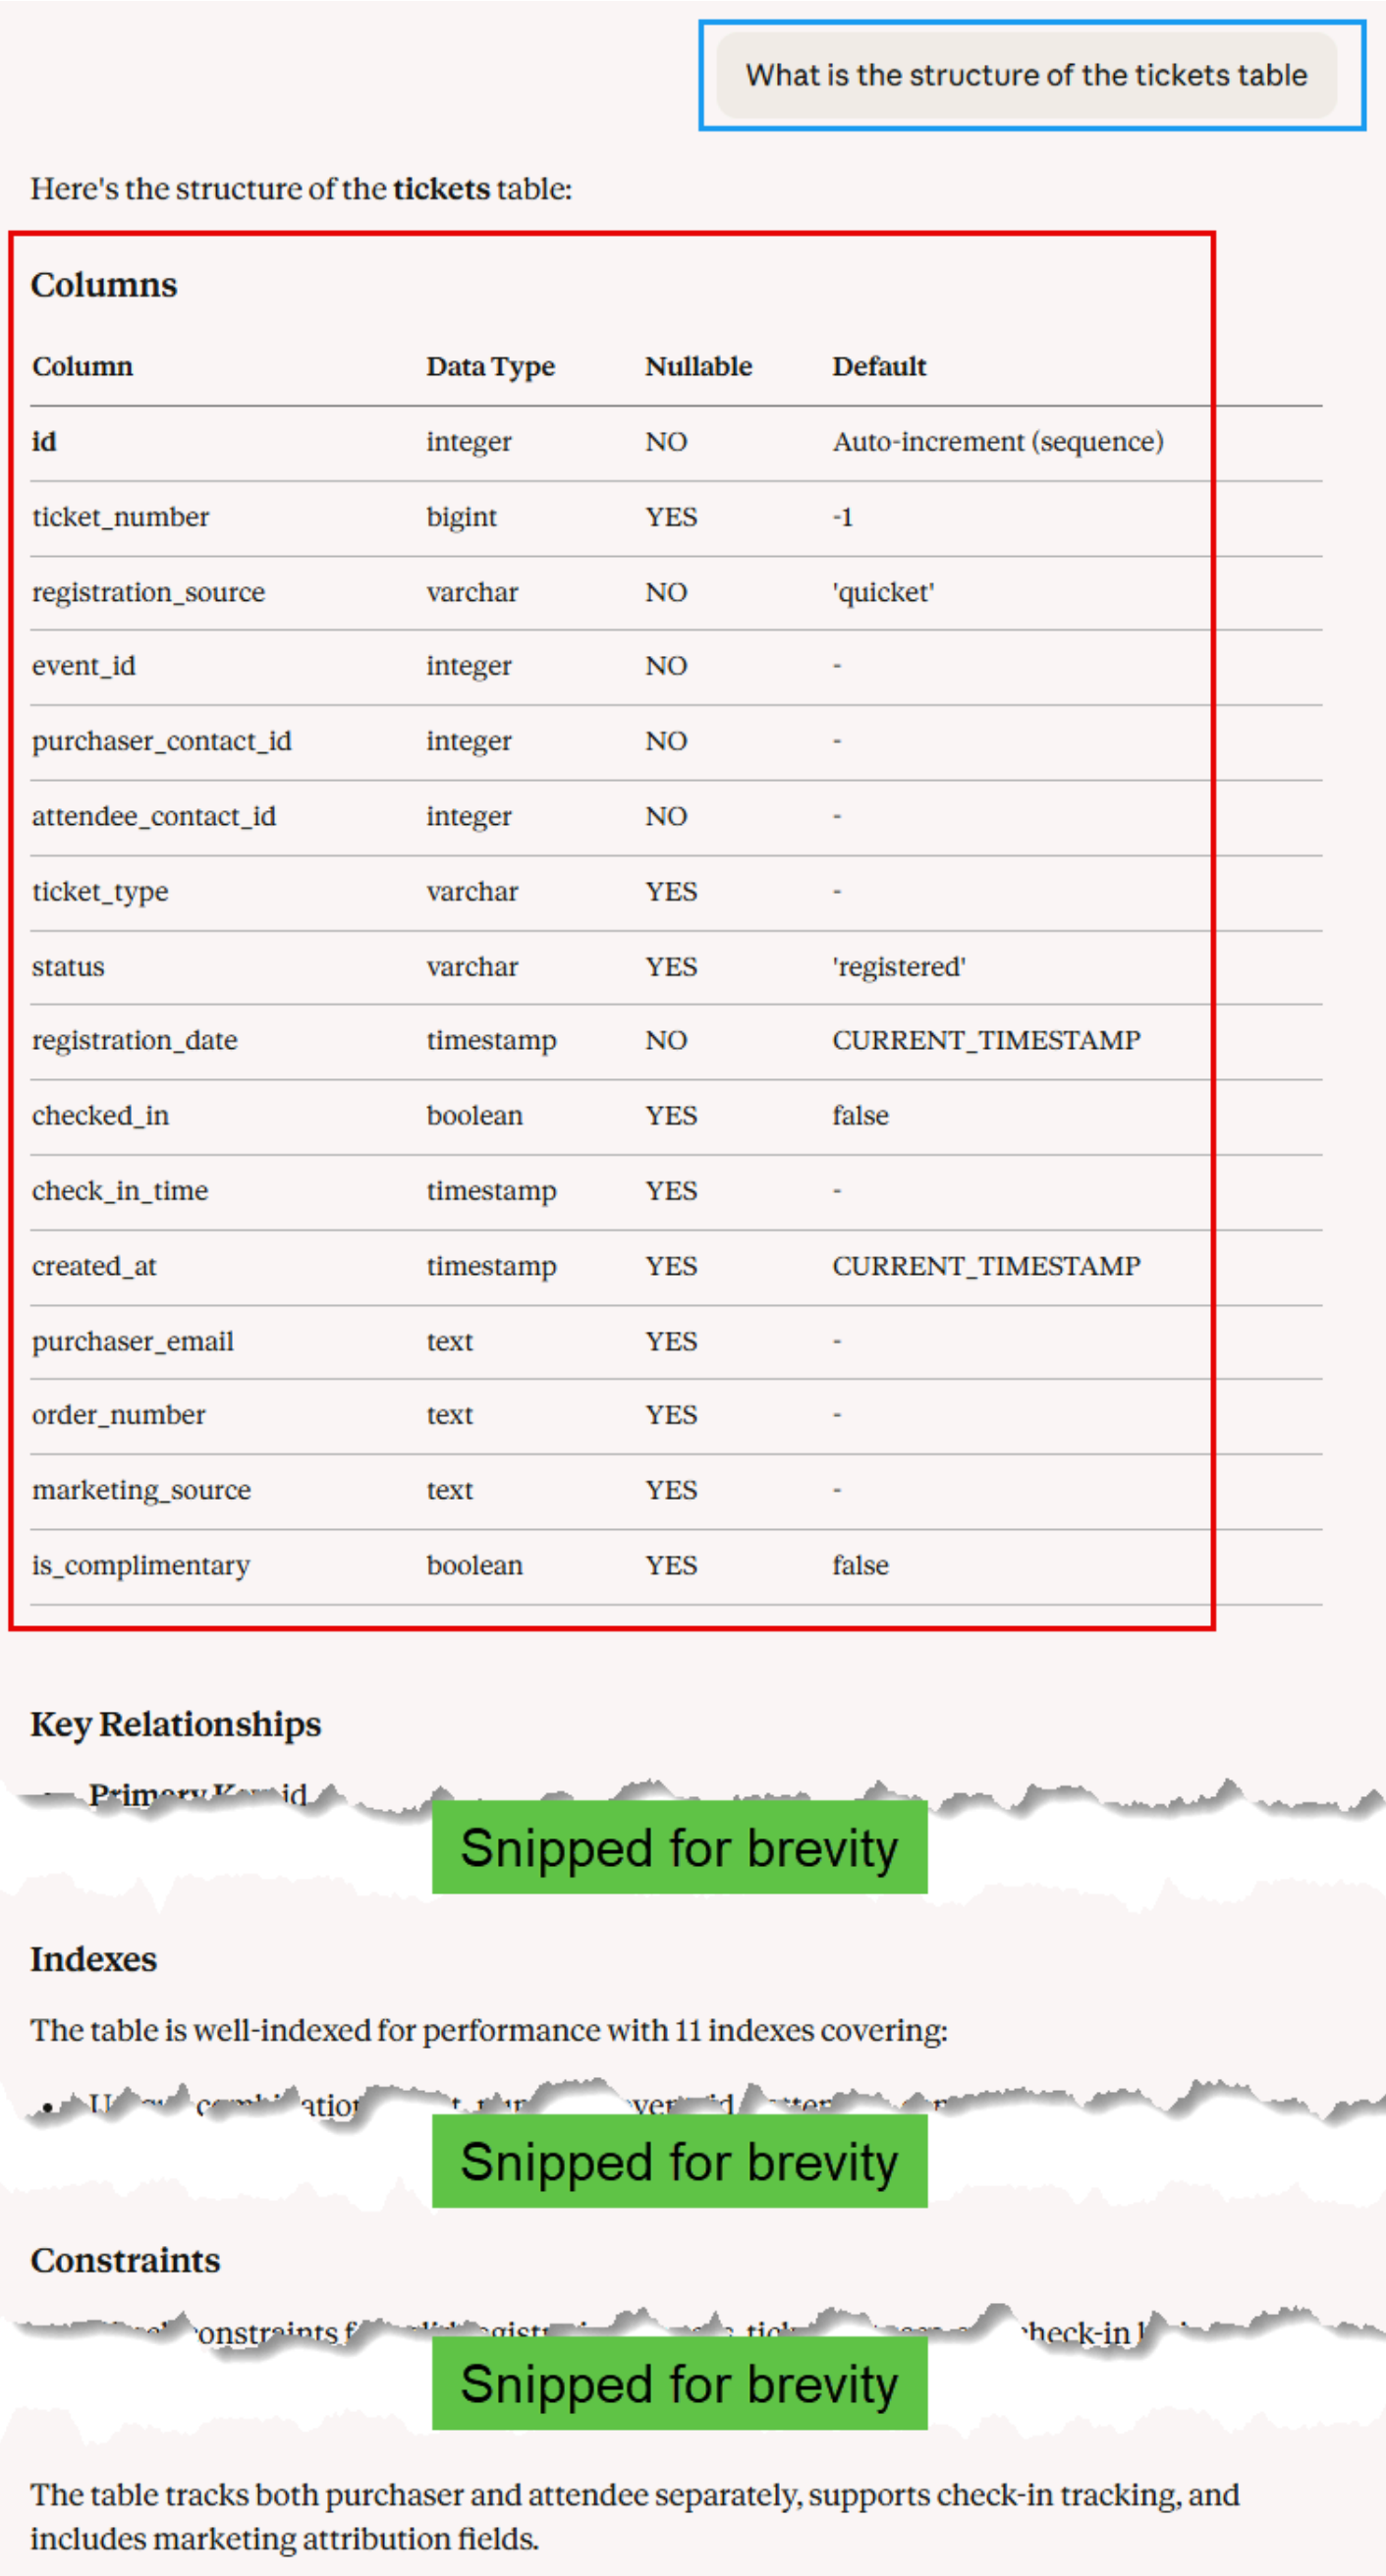 What is the structure of the tickets table
Here's the structure of the tickets table:
Columns
Column Data Type Nullable Default
id integer NO Auto-increment (sequence)
ticket_number bigint YES -1
registration_source varchar NO 'quicket'
event_id integer NO -
purchaser_contact_id integer NO -
attendee_contact_id integer NO -
ticket_type varchar YES -
status varchar YES 'registered'
registration_date timestamp NO CURRENT_TIMESTAMP
checked_in boolean YES false
check_in_time timestamp YES -
created_at timestamp YES CURRENT_TIMESTAMP
purchaser_email text YES -
order_number text YES -
marketing_source text YES -
is_complimentary boolean YES false
Key Relationships
Primary id
Snipped for brevity
Indexes
The table is well-indexed for performance with 11 indexes covering:
Snipped for brevity
Constraints
constraints check-in
Snipped for brevity
The table tracks both purchaser and attendee separately, supports check-in tracking, and
includes marketing attribution fields.